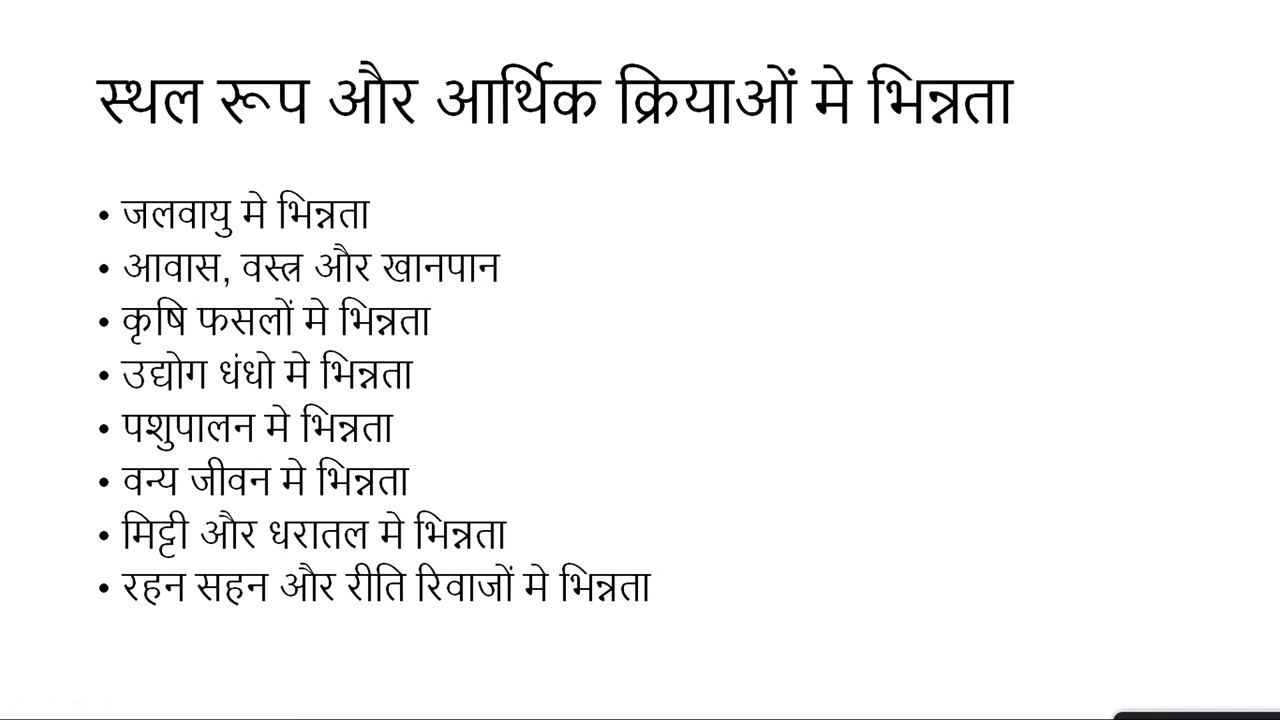 स्थल रूप और आर्थिक क्रियाओं मे भिन्नता
• जलवायु मे भिन्नता
• आवास, वस्त्र और खानपान
• कृषि फसलों मे भिन्नता
• उद्योग धंधो मे भिन्नता
• पशुपालन मे भिन्नता
• वन्य जीवन मे भिन्नता
• मिट्टी और धरातल मे भिन्नता
• रहन सहन और रीति रिवाजों मे भिन्नता